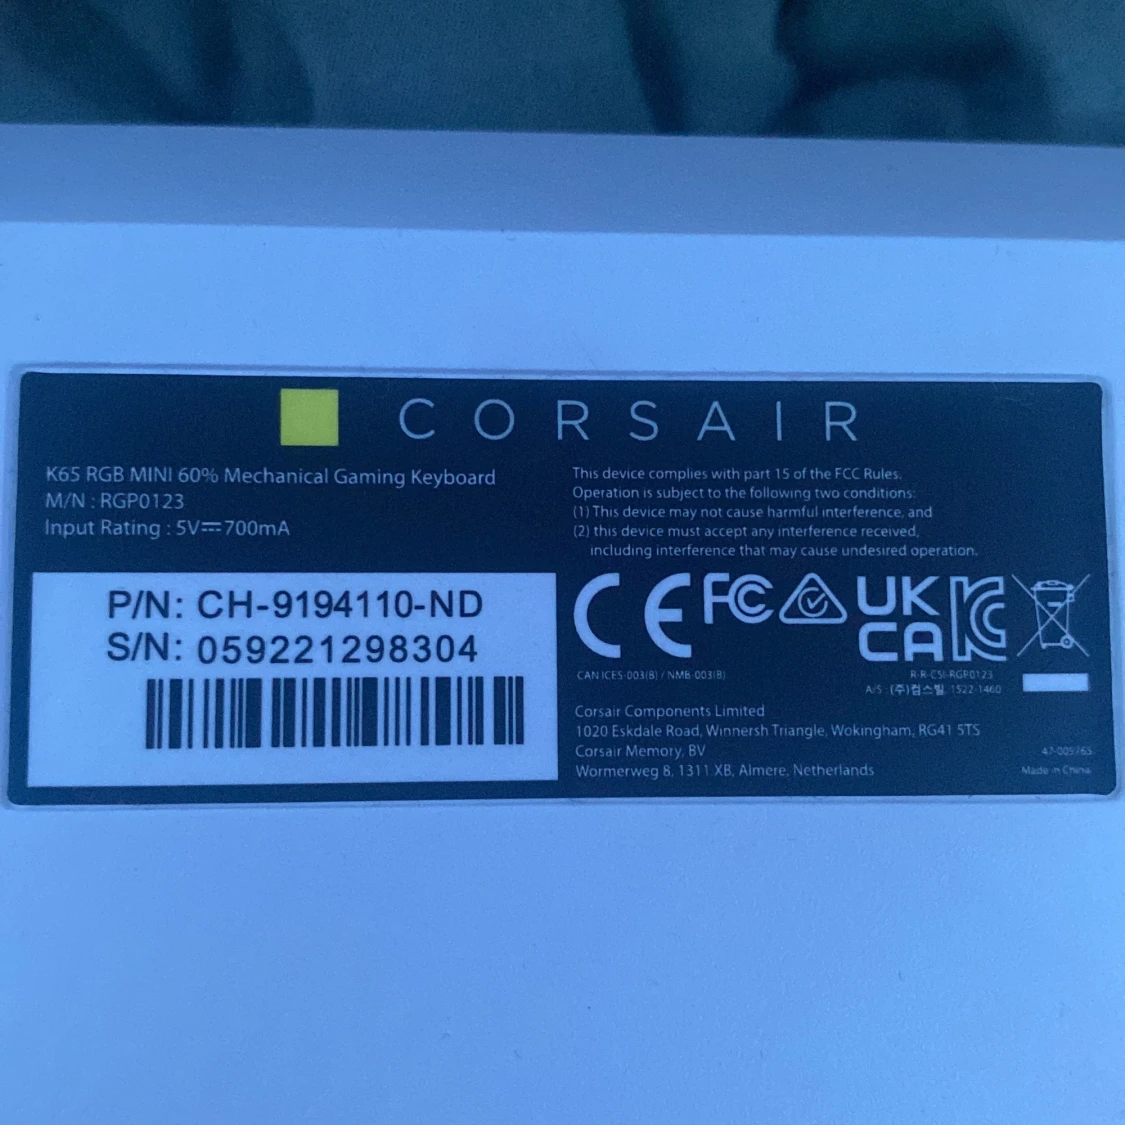 CORSAIR
K65 RGB MINI 60% Mechanical Gaming Keyboard
M/N : RGP0123
Input Rating : 5V⎓700mA
P/N: CH-9194110-ND
S/N: 059221298304
This device complies with part 15 of the FCC Rules.
Operation is subject to the following two conditions:
(1) This device may not cause harmful interference, and
(2) this device must accept any interference received,
including interference that may cause undesired operation.
CE FC UK CA KC
CAN ICES-003(B) / NMB-003(B)
R-R-CSI-RGP0123
A/S : (주)컴스빌, 1522-1460
Corsair Components Limited
1020 Eskdale Road, Winnersh Triangle, Wokingham, RG41 5TS
Corsair Memory, BV
Wormerweg 8, 1311 XB, Almere, Netherlands
47-005765
Made in China